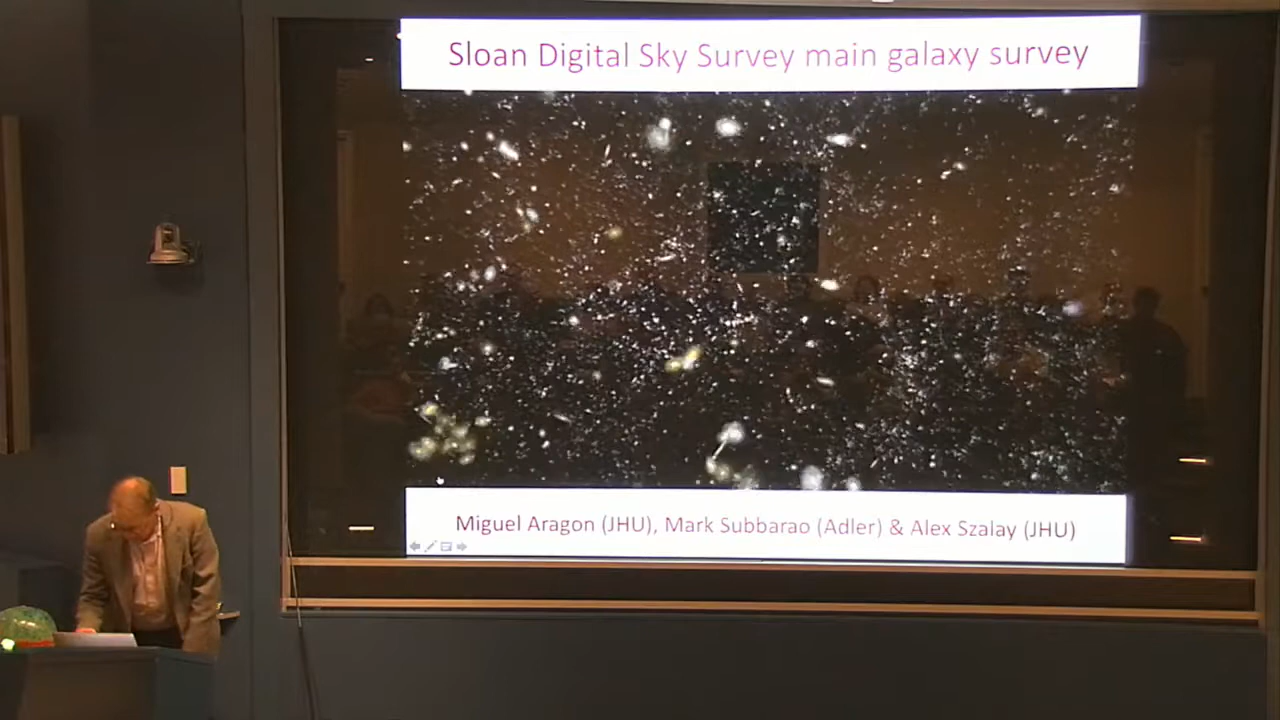 Sloan Digital Sky Survey main galaxy survey
Miguel Aragon (JHU), Mark Subbarao (Adler) & Alex Szalay (JHU)